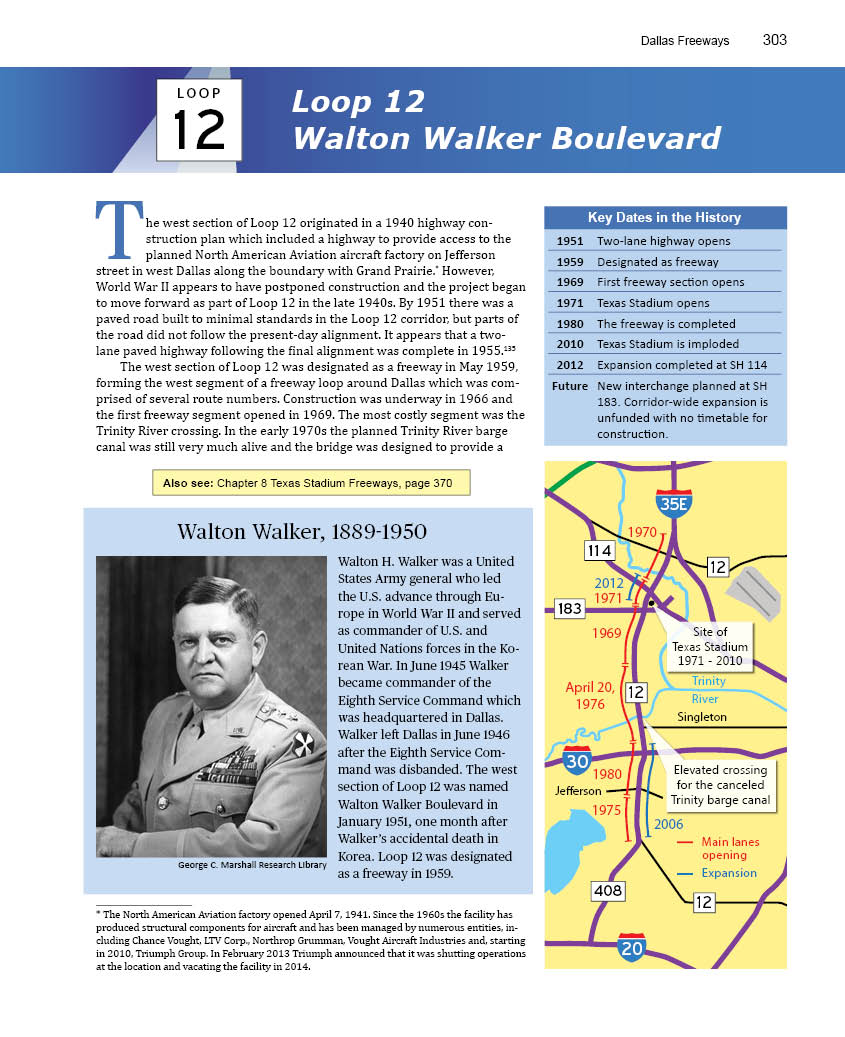 Dallas Freeways 303
LOOP
12
Loop 12
Walton Walker Boulevard
The west section of Loop 12 originated in a 1940 highway con-
struction plan which included a highway to provide access to the
planned North American Aviation aircraft factory on Jefferson
street in west Dallas along the boundary with Grand Prairie.* However,
World War II appears to have postponed construction and the project began
to move forward as part of Loop 12 in the late 1940s. By 1951 there was a
paved road built to minimal standards in the Loop 12 corridor, but parts of
the road did not follow the present-day alignment. It appears that a two-
lane paved highway following the final alignment was complete in 1955.¹³⁵
The west section of Loop 12 was designated as a freeway in May 1959,
forming the west segment of a freeway loop around Dallas which was com-
prised of several route numbers. Construction was underway in 1966 and
the first freeway segment opened in 1969. The most costly segment was the
Trinity River crossing. In the early 1970s the planned Trinity River barge
canal was still very much alive and the bridge was designed to provide a
Also see: Chapter 8 Texas Stadium Freeways, page 370
Key Dates in the History
1951 Two-lane highway opens
1959 Designated as freeway
1969 First freeway section opens
1971 Texas Stadium opens
1980 The freeway is completed
2010 Texas Stadium is imploded
2012 Expansion completed at SH 114
Future New interchange planned at SH
183. Corridor-wide expansion is
unfunded with no timetable for
construction.
Walton Walker, 1889-1950
Walton H. Walker was a United
States Army general who led
the U.S. advance through Eu-
rope in World War II and served
as commander of U.S. and
United Nations forces in the Ko-
rean War. In June 1945 Walker
became commander of the
Eighth Service Command which
was headquartered in Dallas.
Walker left Dallas in June 1946
after the Eighth Service Com-
mand was disbanded. The west
section of Loop 12 was named
Walton Walker Boulevard in
January 1951, one month after
Walker's accidental death in
Korea. Loop 12 was designated
as a freeway in 1959.
George C. Marshall Research Library
* The North American Aviation factory opened April 7, 1941. Since the 1960s the facility has
produced structural components for aircraft and has been managed by numerous entities, in-
cluding Chance Vought, LTV Corp., Northrop Grumman, Vought Aircraft Industries and, starting
in 2010, Triumph Group. In February 2013 Triumph announced that it was shutting operations
at the location and vacating the facility in 2014.
35E
1970
114
12
2012
1971
183
1969
Site of
Texas Stadium
1971 - 2010
April 20,
1976
12
Trinity
River
Singleton
30
1980
Elevated crossing
for the canceled
Trinity barge canal
Jefferson
1975
2006
Main lanes
opening
Expansion
408
12
20